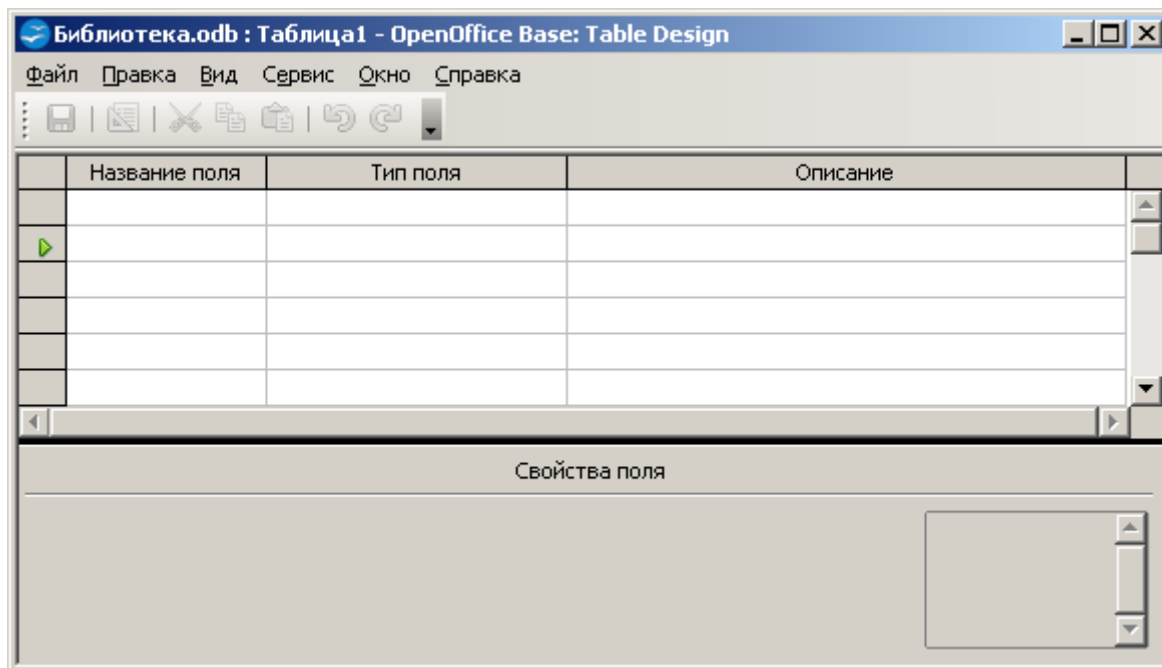 Библиотека.odb : Таблица1 - OpenOffice Base: Table Design
Файл Правка Вид Сервис Окно Справка
Название поля Тип поля Описание
Свойства поля